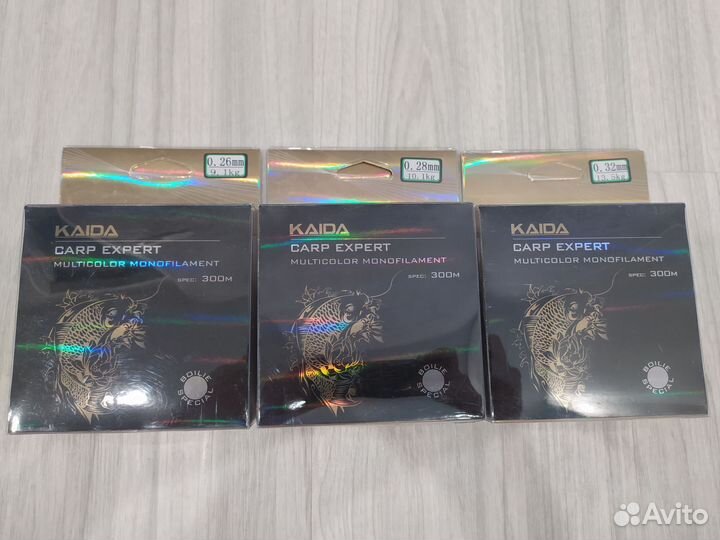 0.26mm
9.1kg
KAIDA
CARP EXPERT
MULTICOLOR MONOFILAMENT
SPEC: 300M
BOILIE
SPECIAL
0.28mm
10.1kg
KAIDA
CARP EXPERT
MULTICOLOR MONOFILAMENT
SPEC: 300M
BOILIE
SPECIAL
0.32mm
13.5kg
KAIDA
CARP EXPERT
MULTICOLOR MONOFILAMENT
SPEC: 300M
BOILIE
SPECIAL
Avito